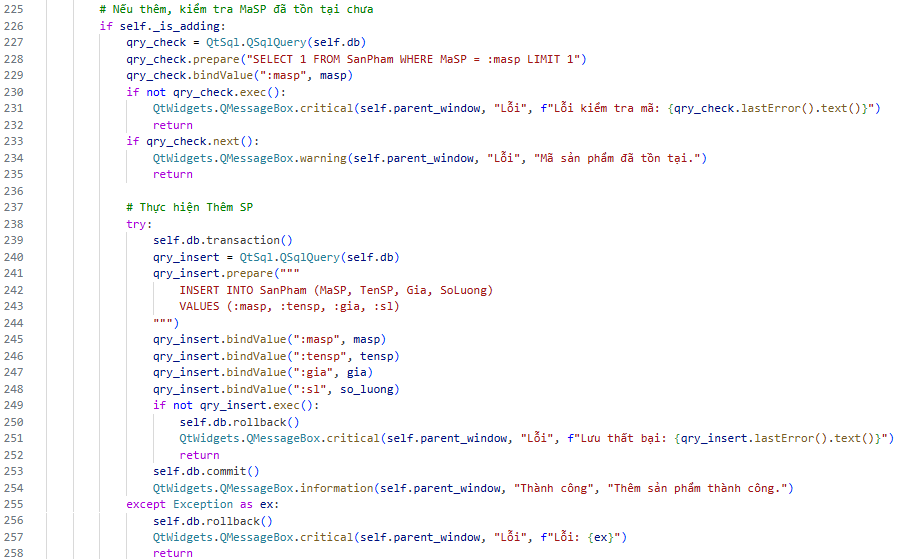 225 # Nếu thêm, kiểm tra MaSP đã tồn tại chưa
226 if self._is_adding:
227 qry_check = QtSql.QSqlQuery(self.db)
228 qry_check.prepare("SELECT 1 FROM SanPham WHERE MaSP = :masp LIMIT 1")
229 qry_check.bindValue(":masp", masp)
230 if not qry_check.exec():
231 QtWidgets.QMessageBox.critical(self.parent_window, "Lỗi", f"Lỗi kiểm tra mã: {qry_check.lastError().text()}")
232 return
233 if qry_check.next():
234 QtWidgets.QMessageBox.warning(self.parent_window, "Lỗi", "Mã sản phẩm đã tồn tại.")
235 return
236
237 # Thực hiện Thêm SP
238 try:
239 self.db.transaction()
240 qry_insert = QtSql.QSqlQuery(self.db)
241 qry_insert.prepare("""
242 INSERT INTO SanPham (MaSP, TenSP, Gia, SoLuong)
243 VALUES (:masp, :tensp, :gia, :sl)
244 """)
245 qry_insert.bindValue(":masp", masp)
246 qry_insert.bindValue(":tensp", tensp)
247 qry_insert.bindValue(":gia", gia)
248 qry_insert.bindValue(":sl", so_luong)
249 if not qry_insert.exec():
250 self.db.rollback()
251 QtWidgets.QMessageBox.critical(self.parent_window, "Lỗi", f"Lưu thất bại: {qry_insert.lastError().text()}")
252 return
253 self.db.commit()
254 QtWidgets.QMessageBox.information(self.parent_window, "Thành công", "Thêm sản phẩm thành công.")
255 except Exception as ex:
256 self.db.rollback()
257 QtWidgets.QMessageBox.critical(self.parent_window, "Lỗi", f"Lỗi: {ex}")
258 return